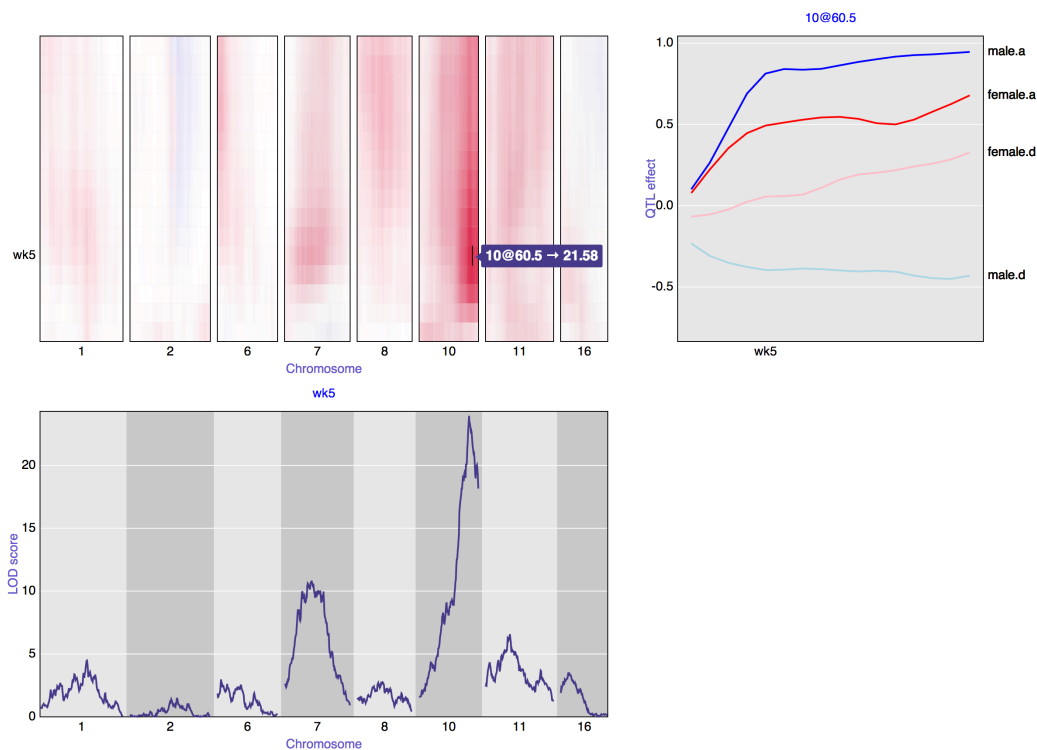 10@60.5
1.0
male.a
female.a
0.5
female.d
QTL effect
0.0
wk5
10@60.5 → 21.58
male.d
-0.5
1 2 6 7 8 10 11 16
wk5
Chromosome
wk5
20
15
LOD score
10
5
0
1 2 6 7 8 10 11 16
Chromosome